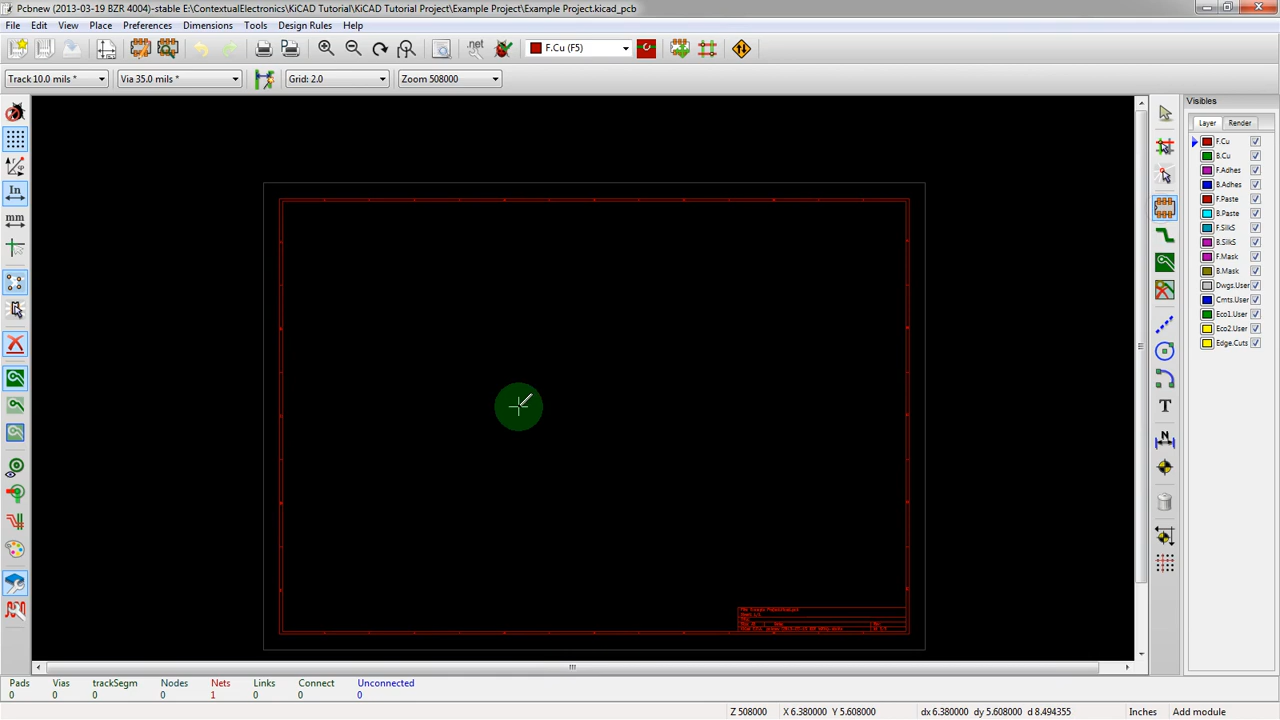 Pcbnew (2013-03-19 BZR 4004)-stable E:\ContextualElectronics\KiCAD Tutorial\KiCAD Tutorial Project\Example Project\Example Project.kicad_pcb
File Edit View Place Preferences Dimensions Tools Design Rules Help
.net F.Cu (F5)
Track 10.0 mils * Via 35.0 mils * Grid: 2.0 Zoom 508000
Visibles
Layer Render
F.Cu
B.Cu
F.Adhes
B.Adhes
F.Paste
B.Paste
F.SilkS
B.SilkS
F.Mask
B.Mask
Dwgs.User
Cmts.User
Eco1.User
Eco2.User
Edge.Cuts
In
mm
T
N
Pads Vias trackSegm Nodes Nets Links Connect Unconnected
0 0 0 0 1 0 0 0
Z 508000 X 6.380000 Y 5.608000 dx 6.380000 dy 5.608000 d 8.494355 Inches Add module